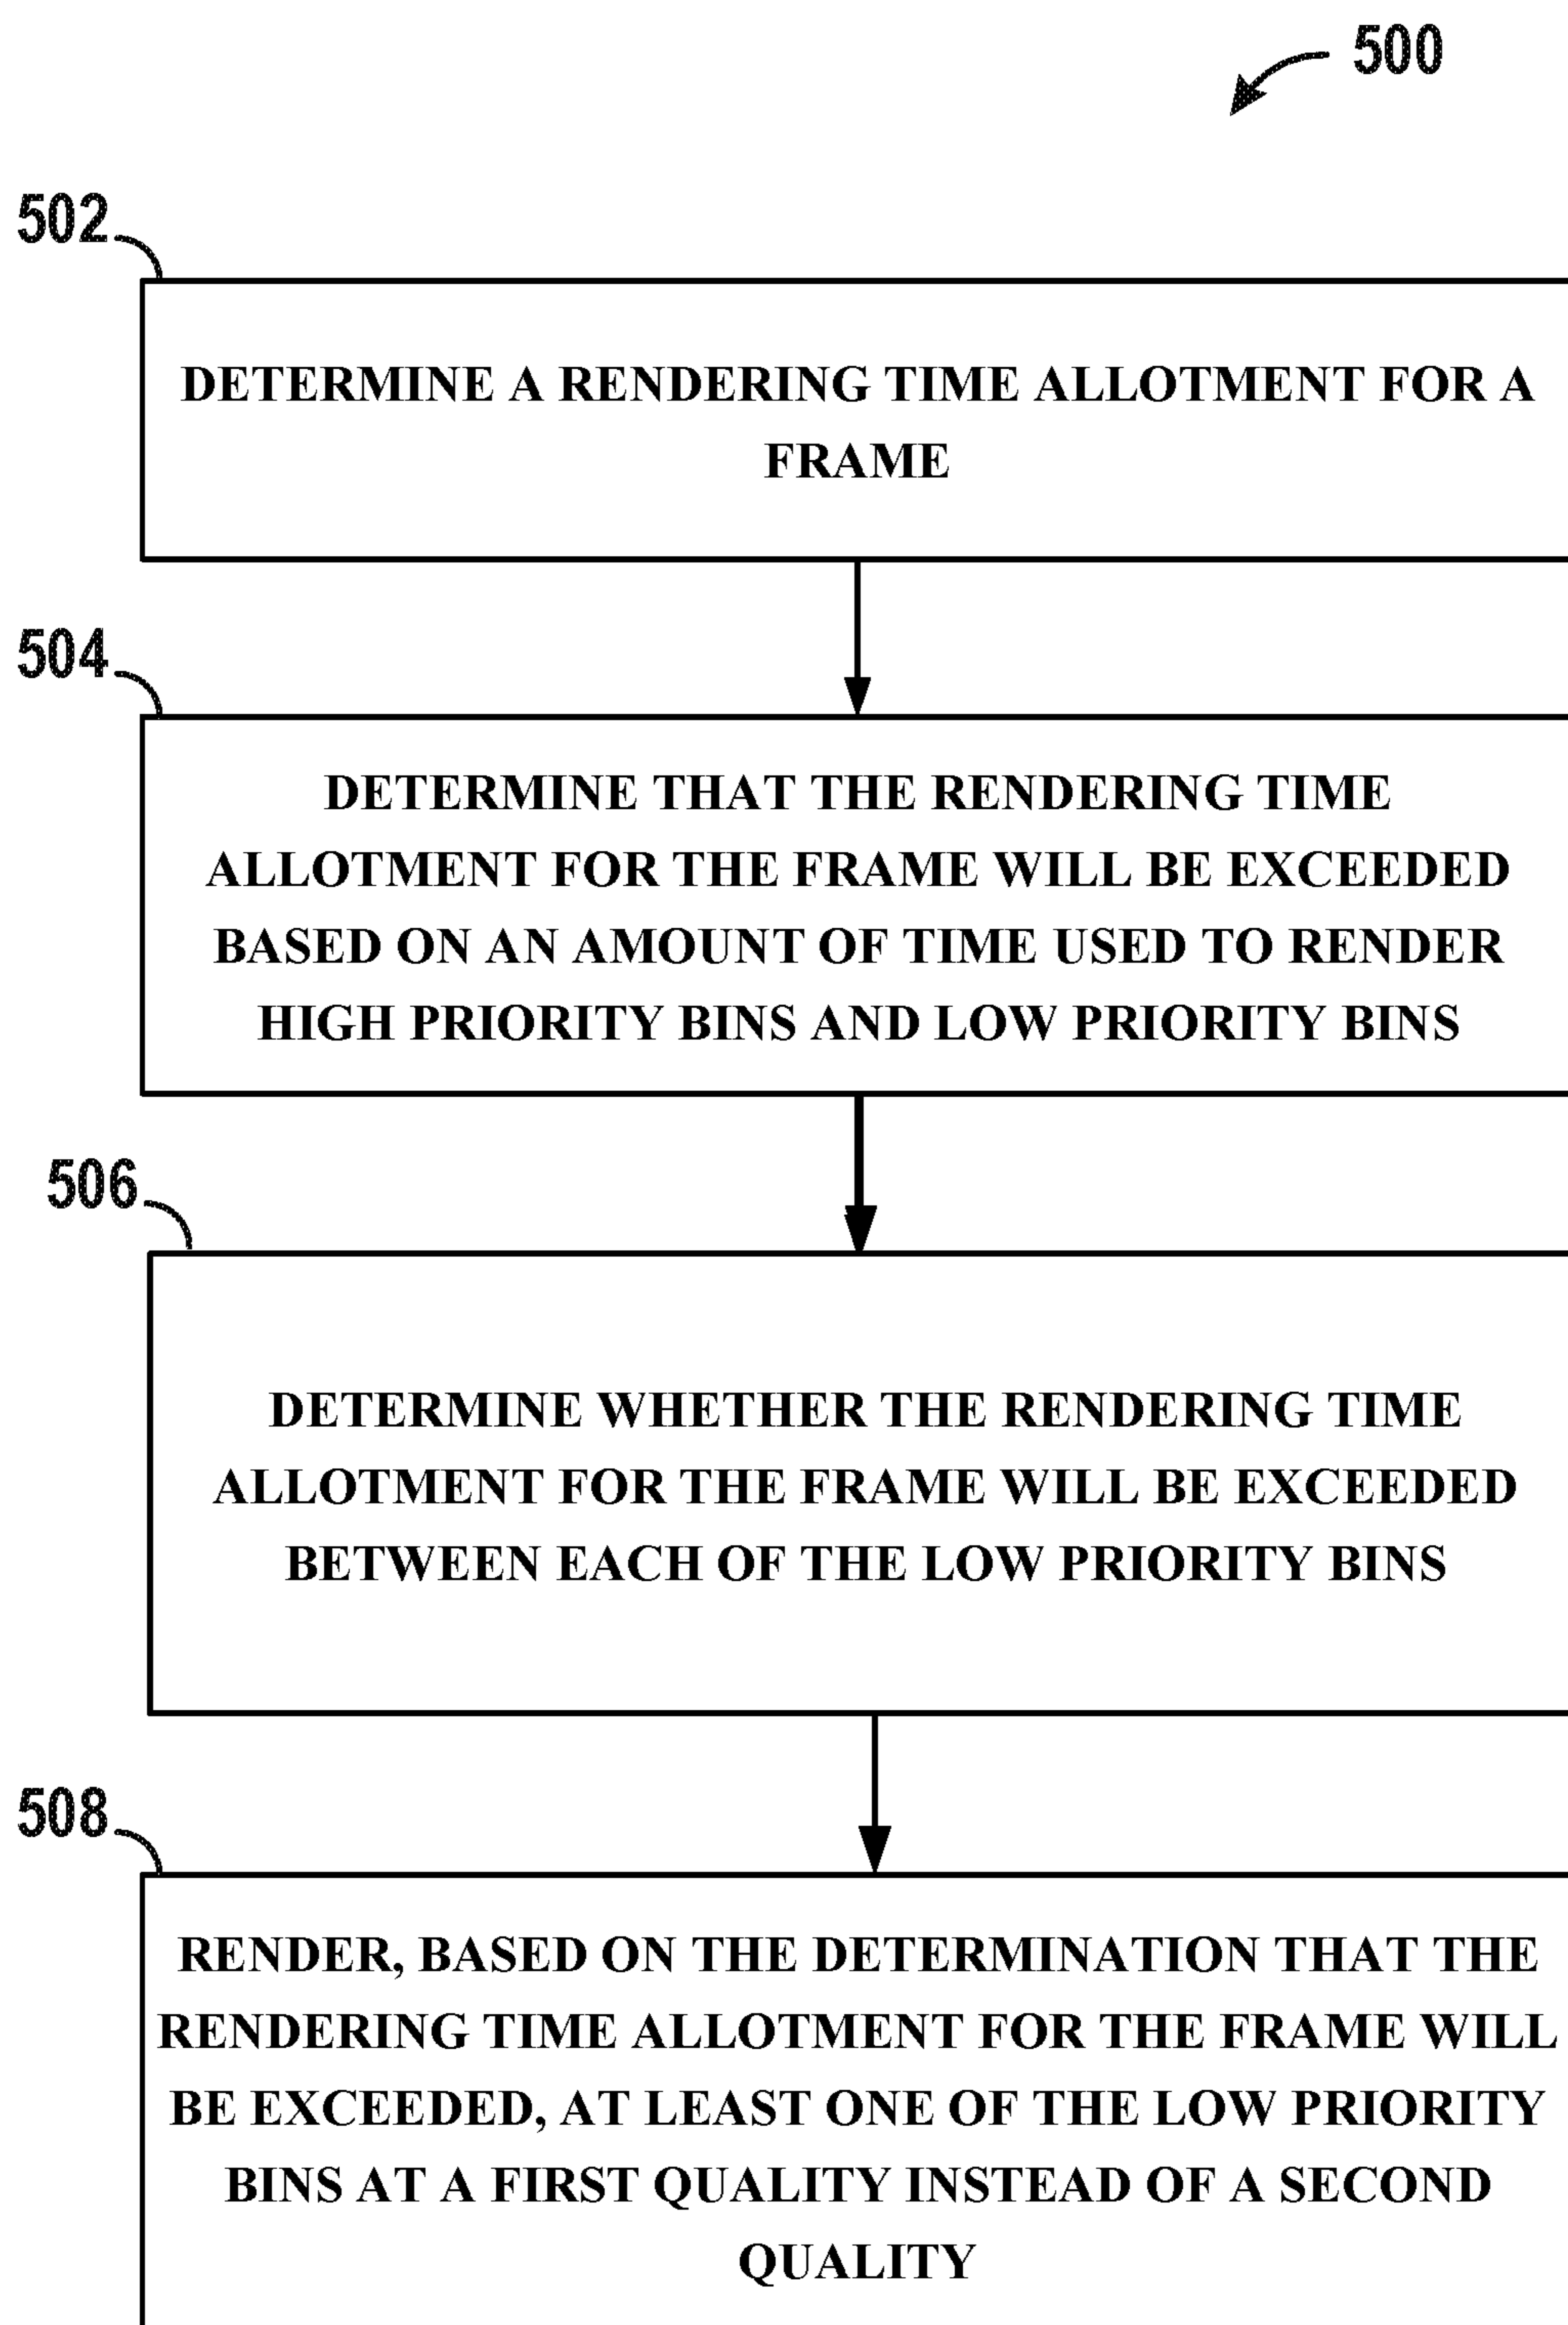 500
502
DETERMINE A RENDERING TIME ALLOTMENT FOR A
FRAME
504
DETERMINE THAT THE RENDERING TIME
ALLOTMENT FOR THE FRAME WILL BE EXCEEDED
BASED ON AN AMOUNT OF TIME USED TO RENDER
HIGH PRIORITY BINS AND LOW PRIORITY BINS
506
DETERMINE WHETHER THE RENDERING TIME
ALLOTMENT FOR THE FRAME WILL BE EXCEEDED
BETWEEN EACH OF THE LOW PRIORITY BINS
508
RENDER, BASED ON THE DETERMINATION THAT THE
RENDERING TIME ALLOTMENT FOR THE FRAME WILL
BE EXCEEDED, AT LEAST ONE OF THE LOW PRIORITY
BINS AT A FIRST QUALITY INSTEAD OF A SECOND
QUALITY